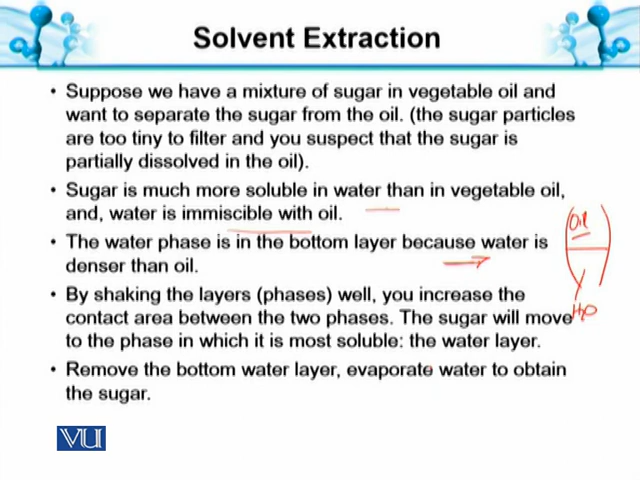 Solvent Extraction
• Suppose we have a mixture of sugar in vegetable oil and
want to separate the sugar from the oil. (the sugar particles
are too tiny to filter and you suspect that the sugar is
partially dissolved in the oil).
• Sugar is much more soluble in water than in vegetable oil,
and, water is immiscible with oil.
• The water phase is in the bottom layer because water is
denser than oil.
Oil
• By shaking the layers (phases) well, you increase the
contact area between the two phases. The sugar will move
H2O
to the phase in which it is most soluble: the water layer.
• Remove the bottom water layer, evaporate water to obtain
the sugar.
VU